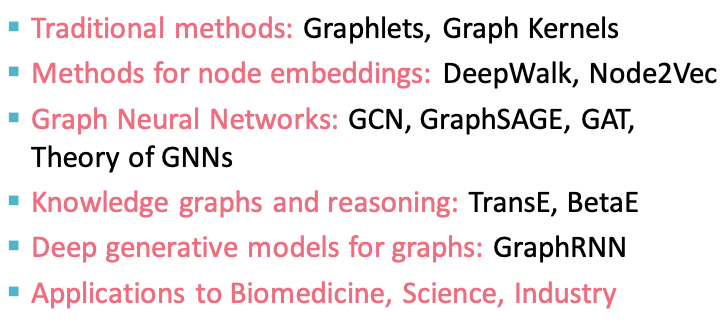 ▪ Traditional methods: Graphlets, Graph Kernels
▪ Methods for node embeddings: DeepWalk, Node2Vec
▪ Graph Neural Networks: GCN, GraphSAGE, GAT,
Theory of GNNs
▪ Knowledge graphs and reasoning: TransE, BetaE
▪ Deep generative models for graphs: GraphRNN
▪ Applications to Biomedicine, Science, Industry